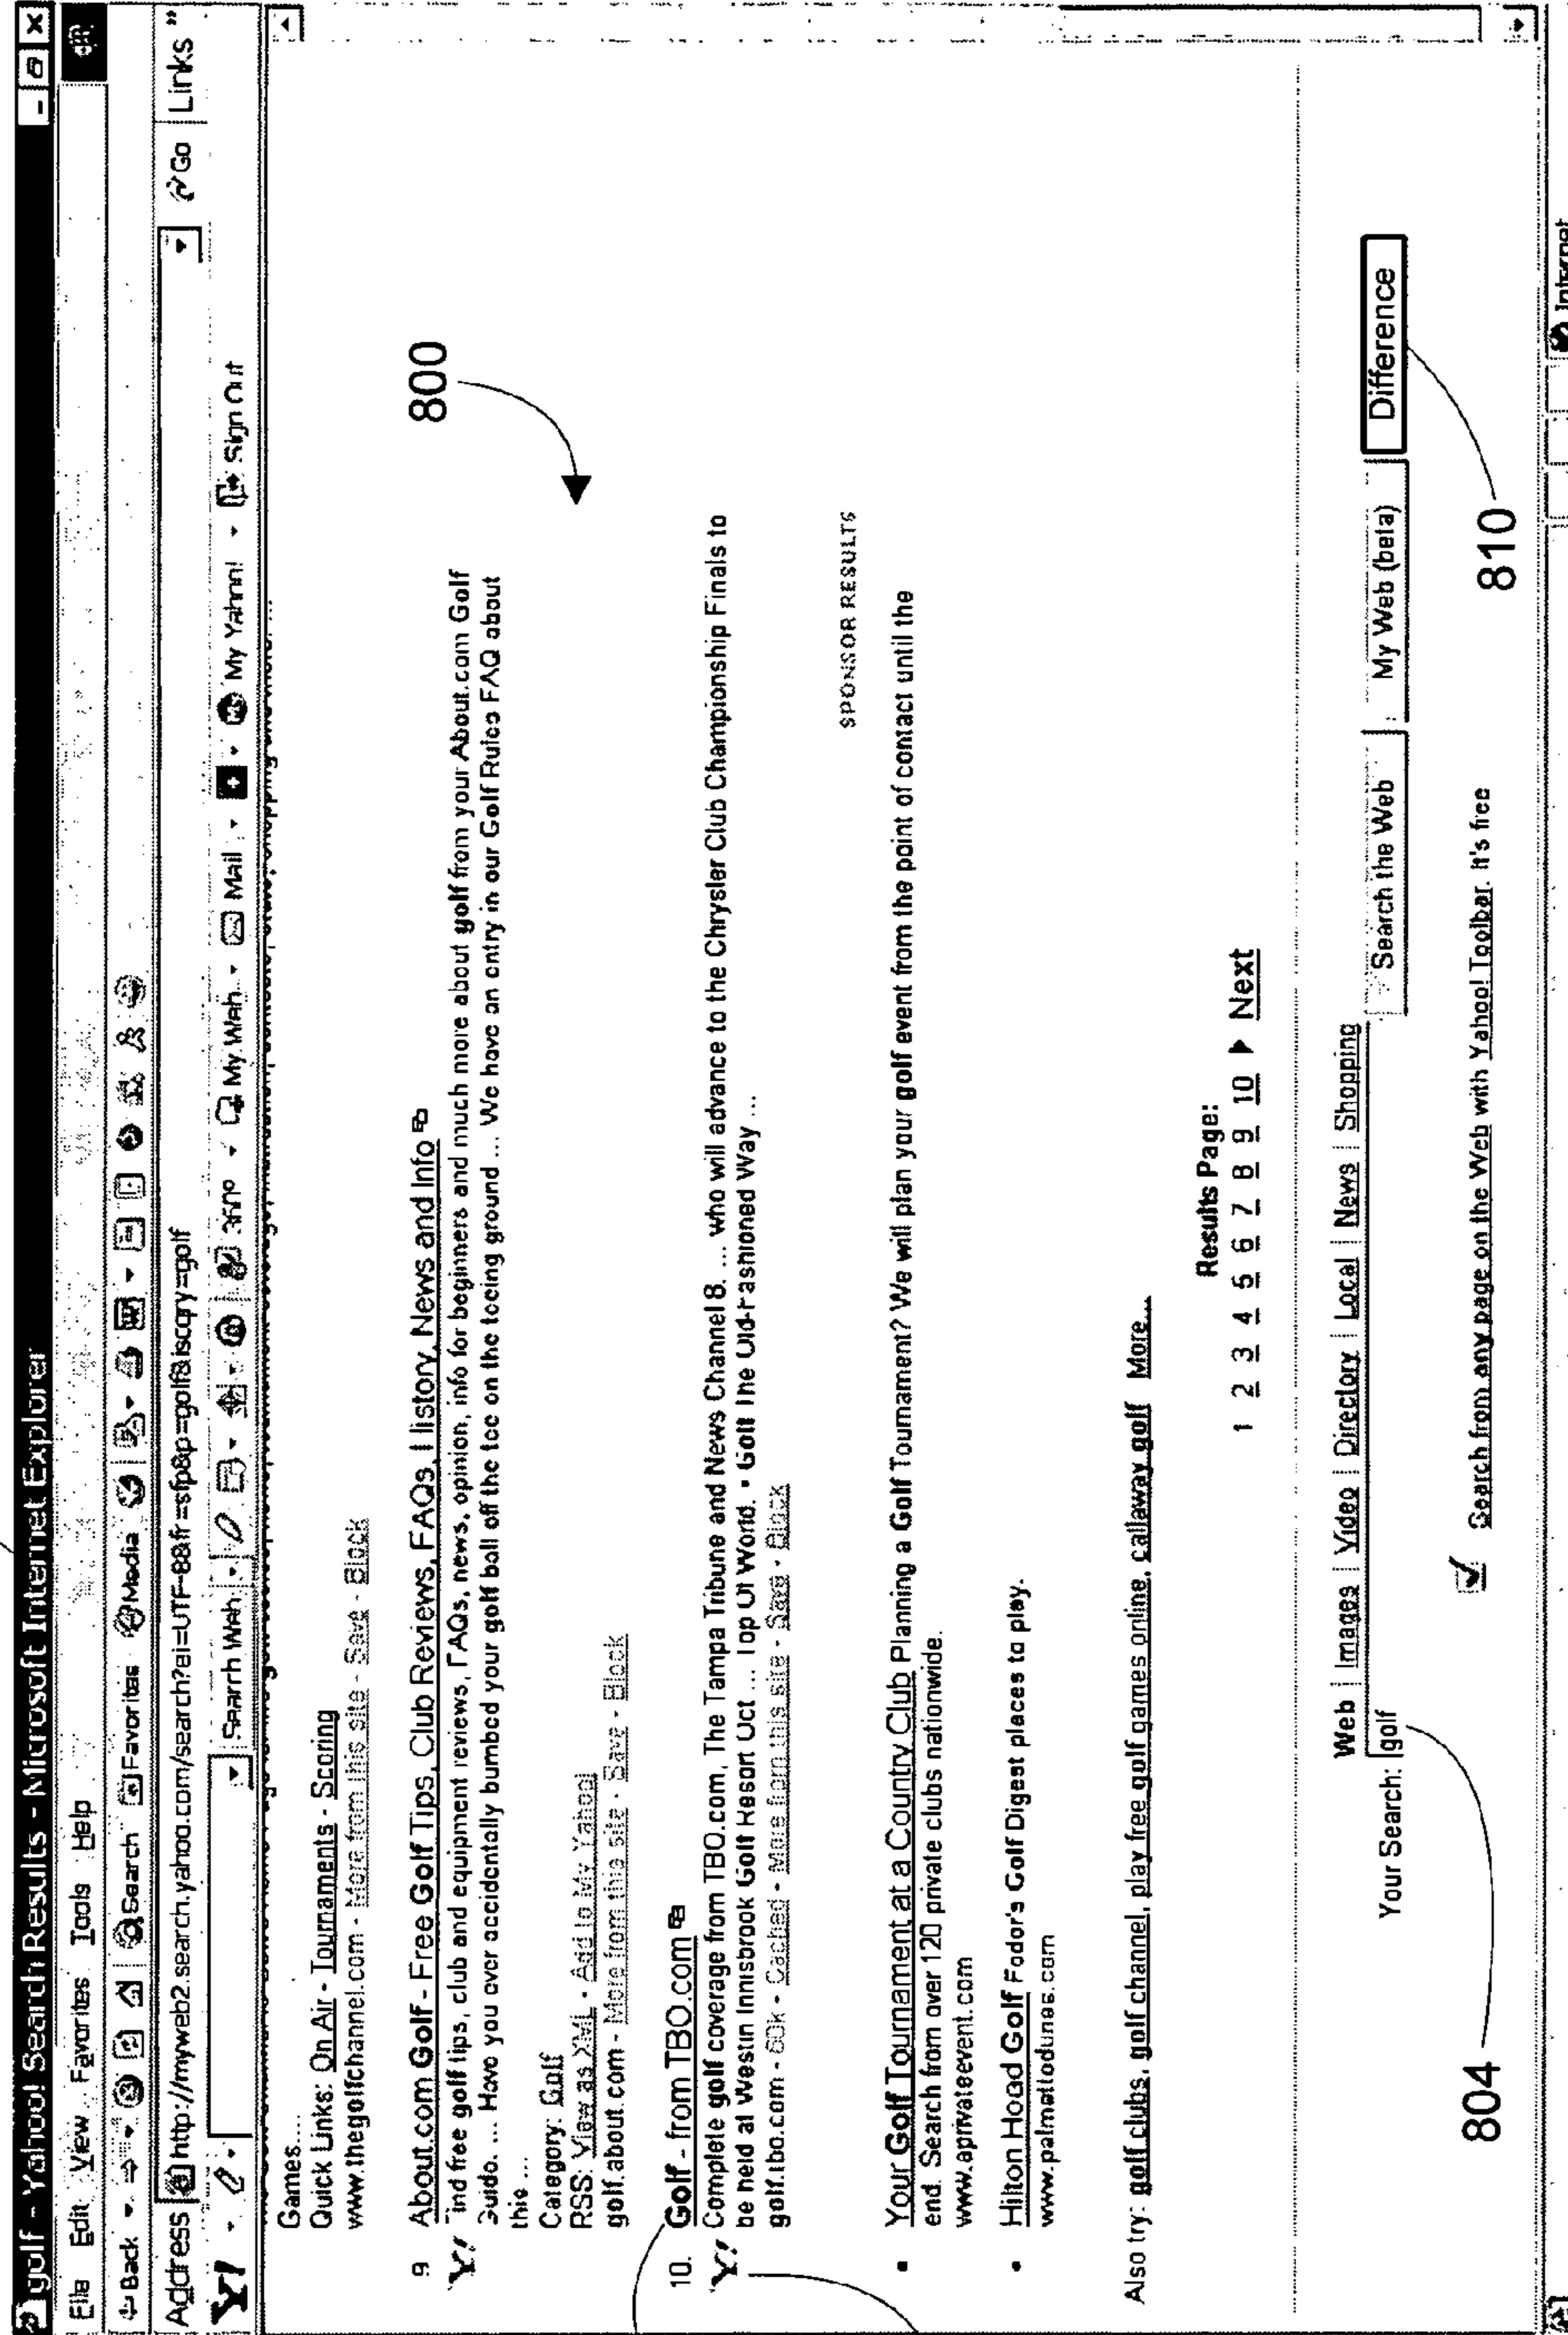 golf - Yahoo! Search Results - Microsoft Internet Explorer
File Edit View Favorites Tools Help
Back Search Favorites Media
Address http://myweb2.search.yahoo.com/search?ei=UTF-8&fr=sfp&p=golf&iscqry=golf Go Links »
Y! Search Web 360° My Web Mail My Yahoo! Sign Out
Games...
Quick Links: On Air - Tournaments - Scoring
www.thegolfchannel.com - More from this site - Save - Block
800
9. About.com Golf - Free Golf Tips, Club Reviews, FAQs, History, News and Info
Y! Find free golf tips, club and equipment reviews, FAQs, news, opinion, info for beginners and much more about golf from your About.com Golf
Guide. ... Have you ever accidentally bumped your golf ball off the tee on the teeing ground ... We have an entry in our Golf Rules FAQ about
this ...
Category: Golf
RSS: View as XML - Add to My Yahoo!
golf.about.com - More from this site - Save - Block
10. Golf - from TBO.com
Y! Complete golf coverage from TBO.com, The Tampa Tribune and News Channel 8. ... who will advance to the Chrysler Club Championship Finals to
be held at Westin Innisbrook Golf Resort Oct ... Top Of World. • Golf The Old-Fashioned Way ...
golf.tbo.com - 60k - Cached - More from this site - Save - Block
SPONSOR RESULTS
• Your Golf Tournament at a Country Club Planning a Golf Tournament? We will plan your golf event from the point of contact until the
end. Search from over 120 private clubs nationwide.
www.aprivateevent.com
• Hilton Head Golf Fodor's Golf Digest places to play.
www.palmettodunes.com
Also try: golf clubs, golf channel, play free golf games online, callaway golf More...
Results Page:
1 2 3 4 5 6 7 8 9 10 ▶ Next
Web | Images | Video | Directory | Local | News | Shopping
Your Search: golf Search the Web My Web (beta) Difference
Search from any page on the Web with Yahoo! Toolbar. It's free
804
810
Internet